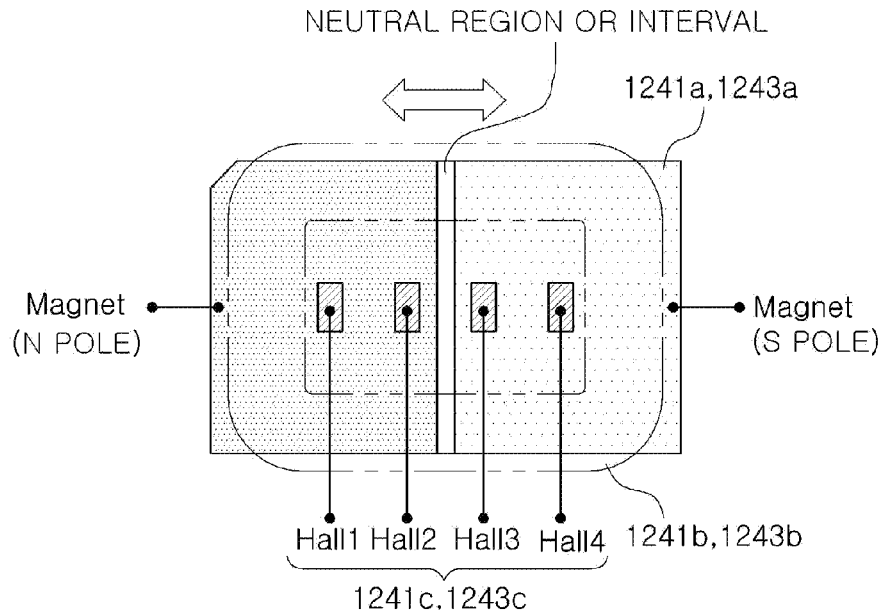 NEUTRAL REGION OR INTERVAL
1241a,1243a
Magnet
(N POLE)
Magnet
(S POLE)
Hall1 Hall2 Hall3 Hall4
1241b,1243b
1241c,1243c